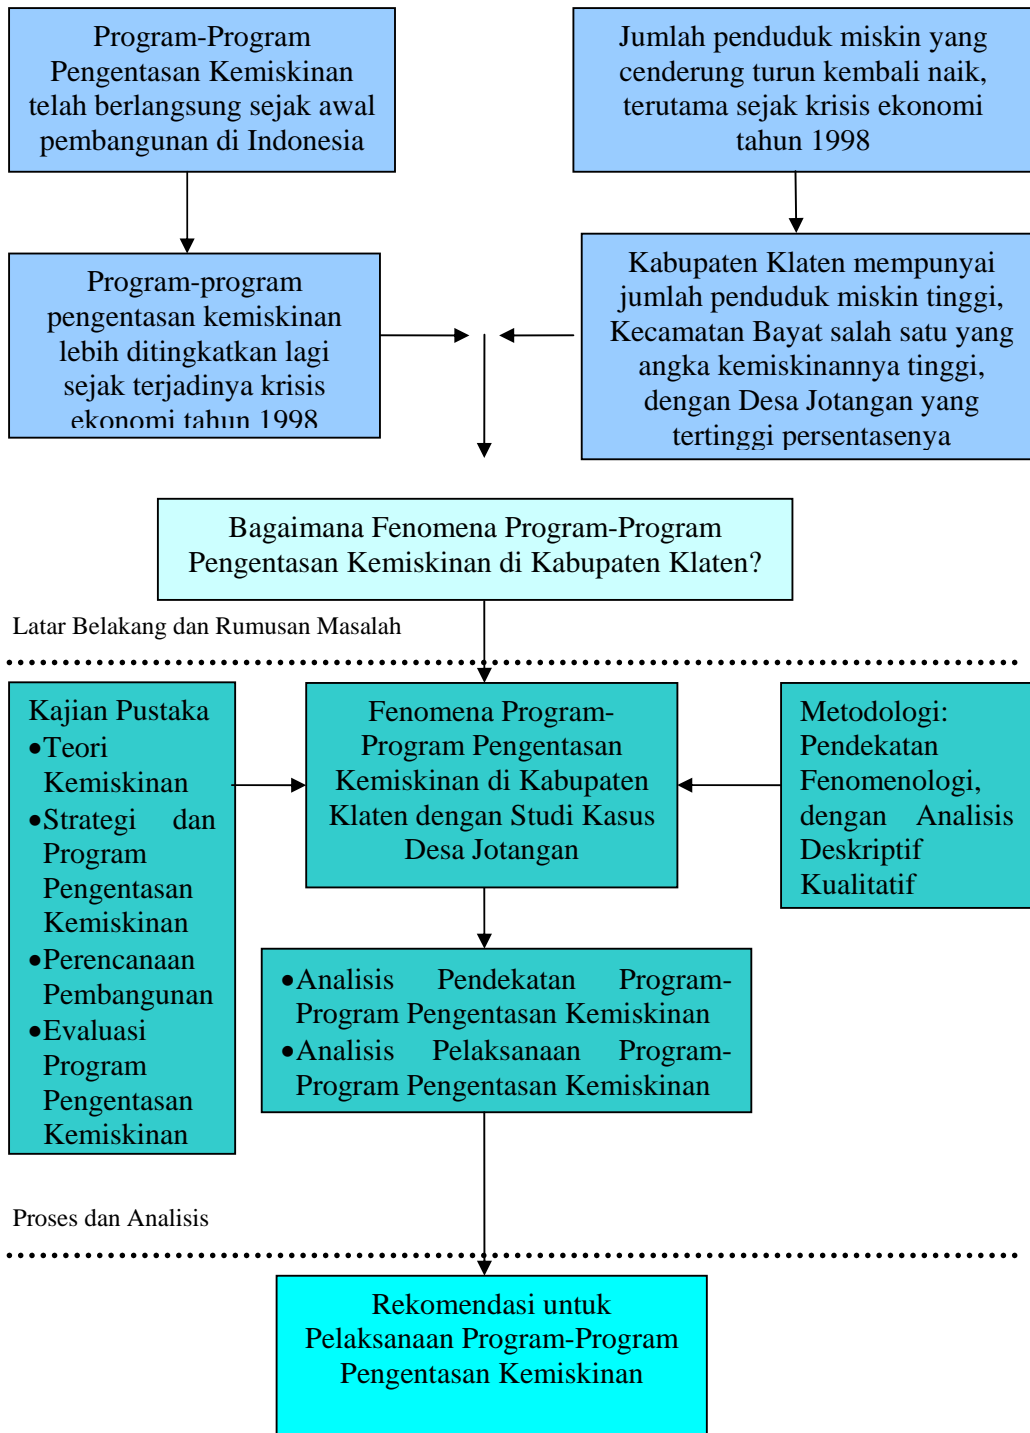 Program-Program
Pengentasan Kemiskinan
telah berlangsung sejak awal
pembangunan di Indonesia
Jumlah penduduk miskin yang
cenderung turun kembali naik,
terutama sejak krisis ekonomi
tahun 1998
Program-program
pengentasan kemiskinan
lebih ditingkatkan lagi
sejak terjadinya krisis
ekonomi tahun 1998
Kabupaten Klaten mempunyai
jumlah penduduk miskin tinggi,
Kecamatan Bayat salah satu yang
angka kemiskinannya tinggi,
dengan Desa Jotangan yang
tertinggi persentasenya
Bagaimana Fenomena Program-Program
Pengentasan Kemiskinan di Kabupaten Klaten?
Latar Belakang dan Rumusan Masalah
Kajian Pustaka
•Teori
Kemiskinan
•Strategi dan
Program
Pengentasan
Kemiskinan
•Perencanaan
Pembangunan
•Evaluasi
Program
Pengentasan
Kemiskinan
Fenomena Program-
Program Pengentasan
Kemiskinan di Kabupaten
Klaten dengan Studi Kasus
Desa Jotangan
Metodologi:
Pendekatan
Fenomenologi,
dengan Analisis
Deskriptif
Kualitatif
•Analisis Pendekatan Program-
Program Pengentasan Kemiskinan
•Analisis Pelaksanaan Program-
Program Pengentasan Kemiskinan
Proses dan Analisis
Rekomendasi untuk
Pelaksanaan Program-Program
Pengentasan Kemiskinan